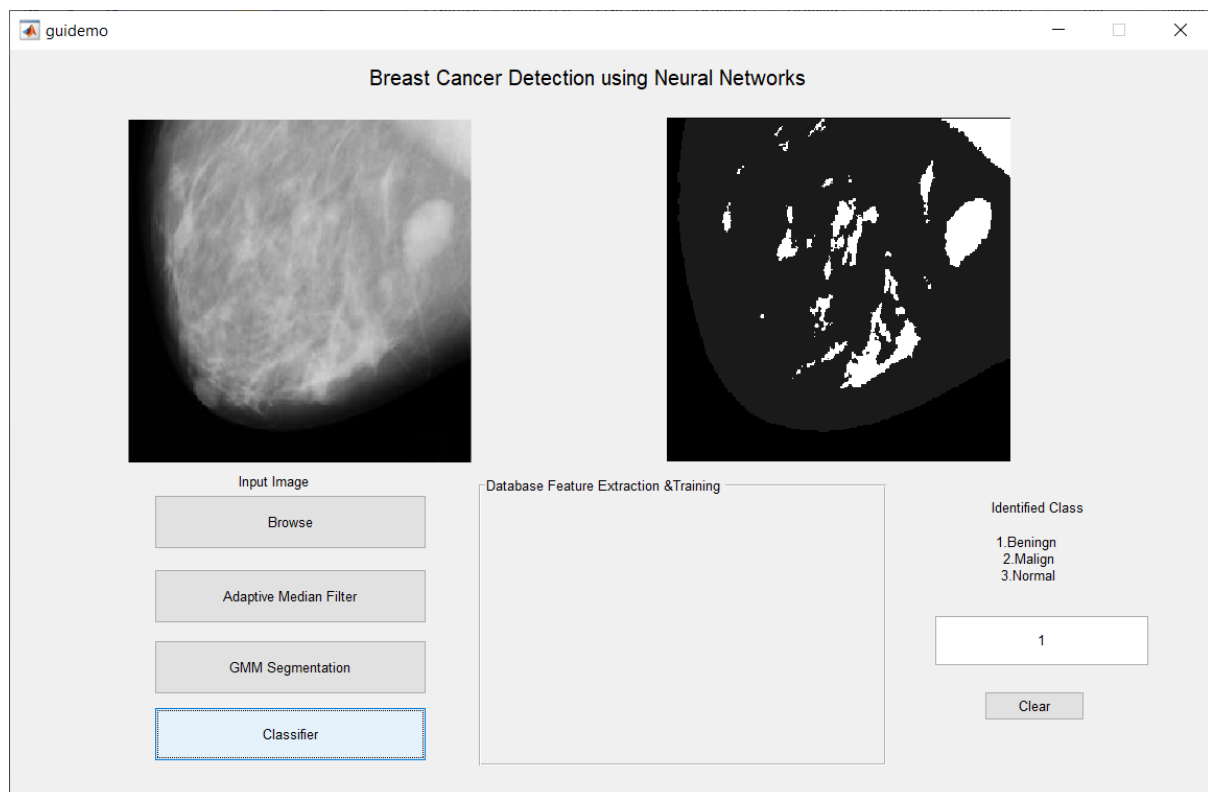 guidemo
Breast Cancer Detection using Neural Networks
Input Image
Browse
Adaptive Median Filter
GMM Segmentation
Classifier
Database Feature Extraction &Training
Identified Class
1.Beningn
2.Malign
3.Normal
1
Clear